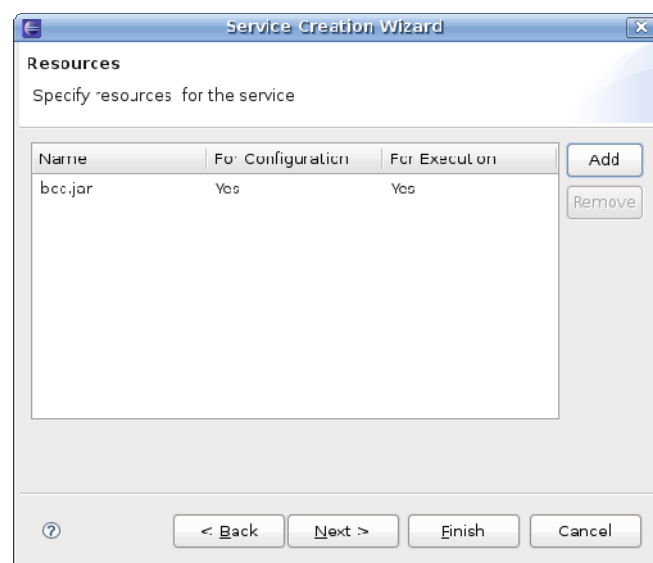 Service Creation Wizard
Resources
Specify resources for the service
Name For Configuration For Execution
bcc.jar Yes Yes
Add
Remove
< Back Next > Finish Cancel